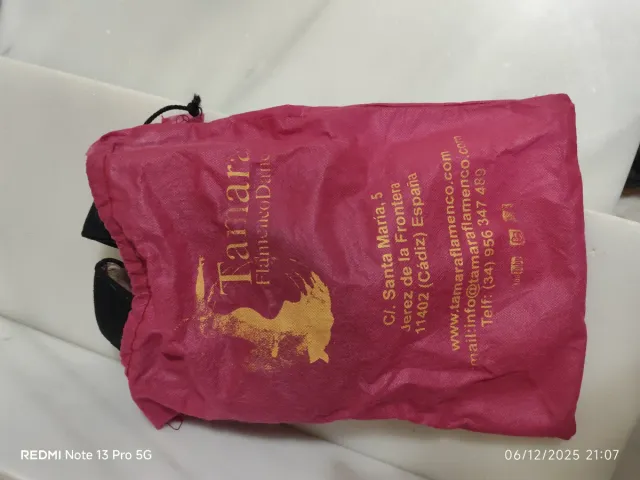 Tamara
FlamencoDance
C/. Santa María, 5
Jerez de la Frontera
11402 (Cádiz) España
www.tamaraflamenco.com
mail:info@tamaraflamenco.com
Telf: (34) 956 347 489
REDMI Note 13 Pro 5G
06/12/2025 21:07